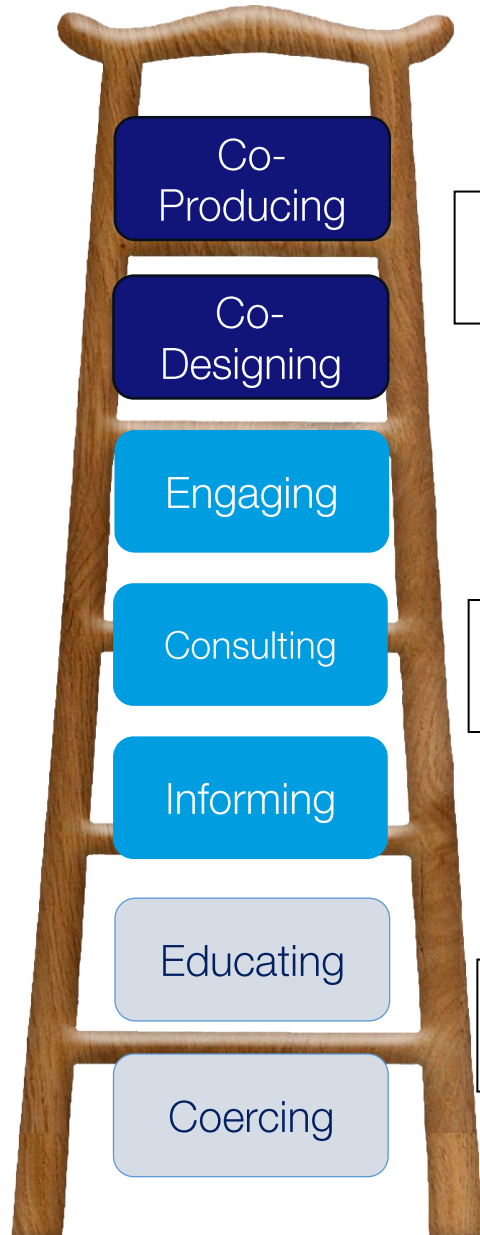 Co-
Producing
Co-
Designing
Engaging
Consulting
Informing
Educating
Coercing